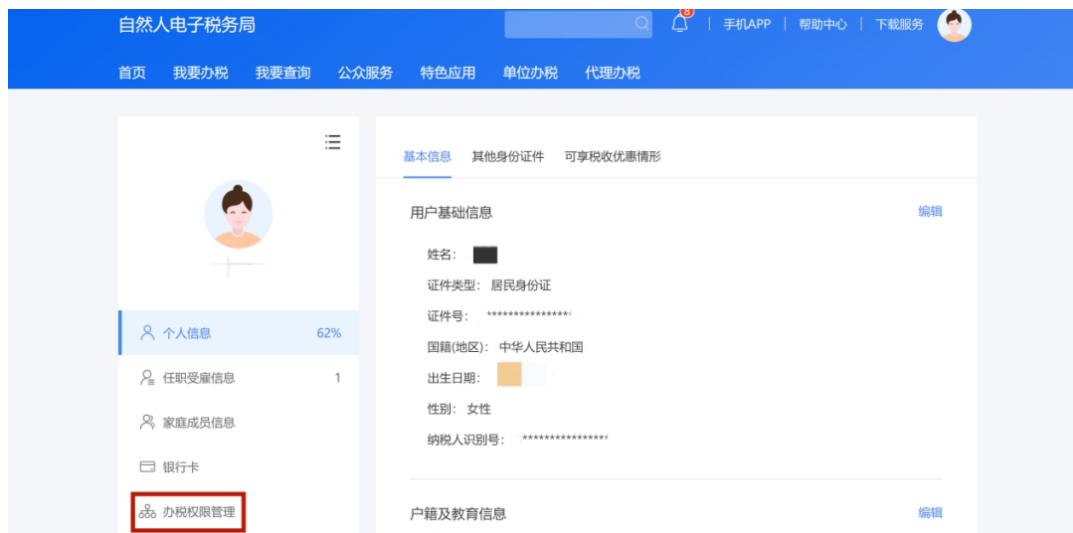 自然人电子税务局 8 手机APP 帮助中心 下载服务
首页 我要办税 我要查询 公众服务 特色应用 单位办税 代理办税
基本信息 其他身份证件 可享税收优惠情形
用户基础信息 编辑
姓名：
证件类型： 居民身份证
证件号： ****************
国籍(地区)： 中华人民共和国
出生日期：
性别： 女性
纳税人识别号： ****************
户籍及教育信息 编辑
个人信息 62%
任职受雇信息 1
家庭成员信息
银行卡
办税权限管理